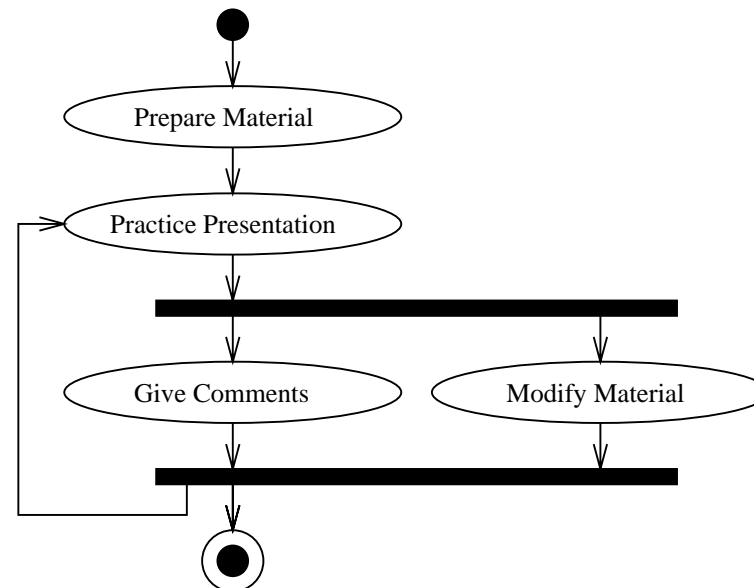 Prepare Material
Practice Presentation
Give Comments
Modify Material